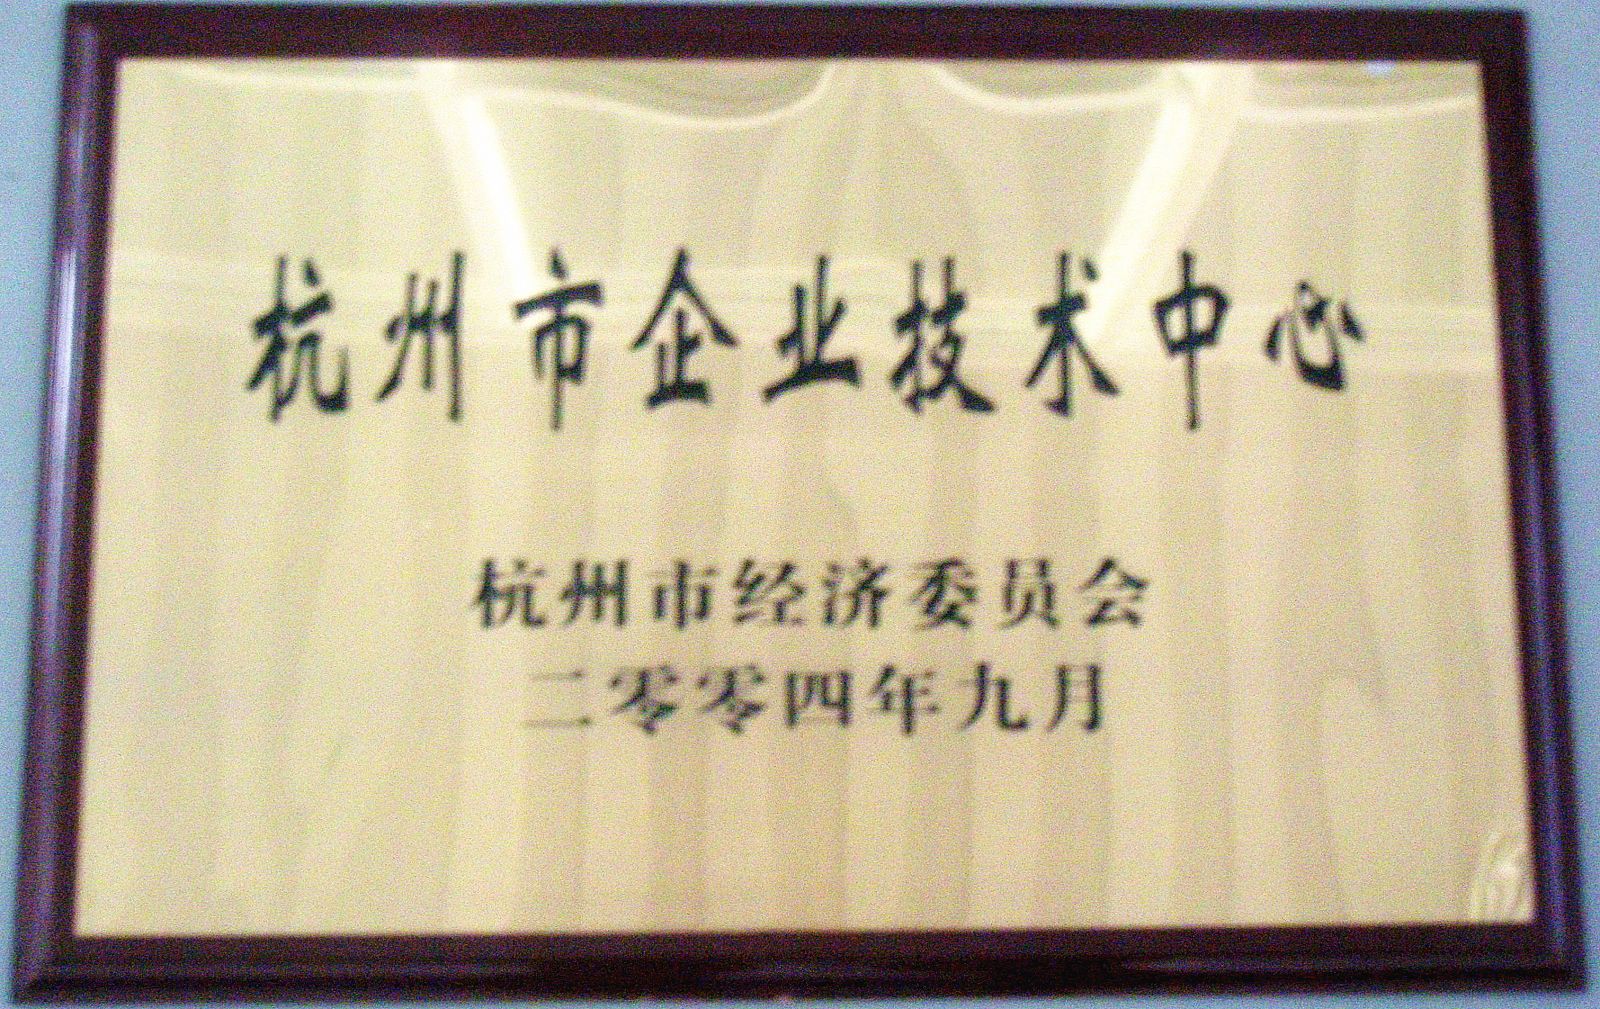 杭州市企业技术中心
杭州市经济委员会
二零零四年九月